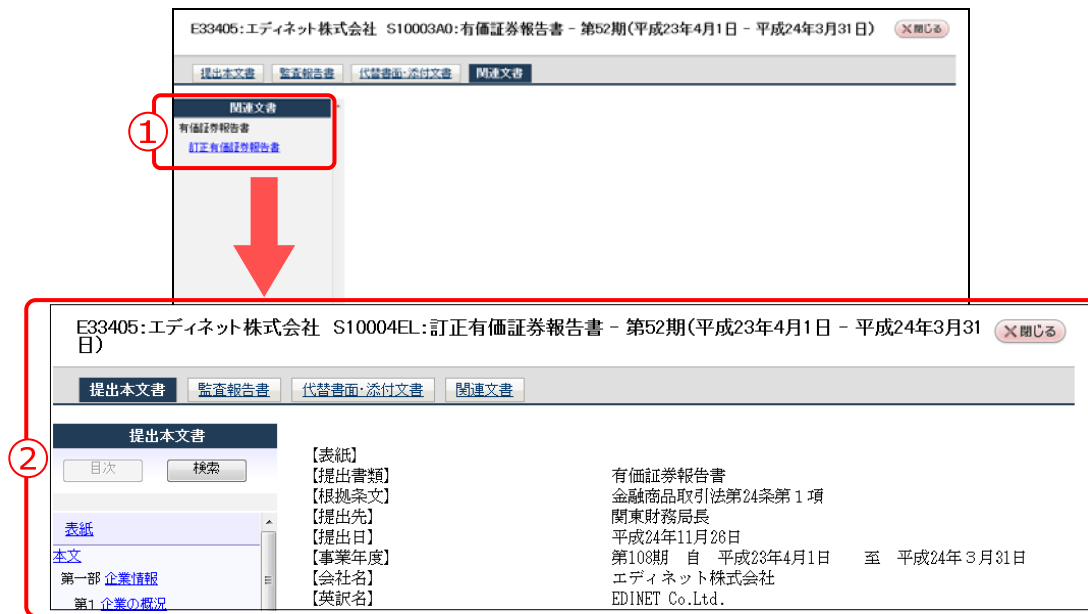 E33405:エディネット株式会社 S10003A0:有価証券報告書 - 第52期(平成23年4月1日 - 平成24年3月31日)
×閉じる
提出本文書 監査報告書 代替書面・添付文書 関連文書
①
関連文書
有価証券報告書
訂正有価証券報告書
②
E33405:エディネット株式会社 S10004EL:訂正有価証券報告書 - 第52期(平成23年4月1日 - 平成24年3月31
日)
×閉じる
提出本文書 監査報告書 代替書面・添付文書 関連文書
提出本文書
目次 検索
表紙
本文
第一部 企業情報
第1 企業の概況
【表紙】
【提出書類】 有価証券報告書
【根拠条文】 金融商品取引法第24条第1項
【提出先】 関東財務局長
【提出日】 平成24年11月26日
【事業年度】 第108期 自 平成23年4月1日 至 平成24年3月31日
【会社名】 エディネット株式会社
【英訳名】 EDINET Co.Ltd.